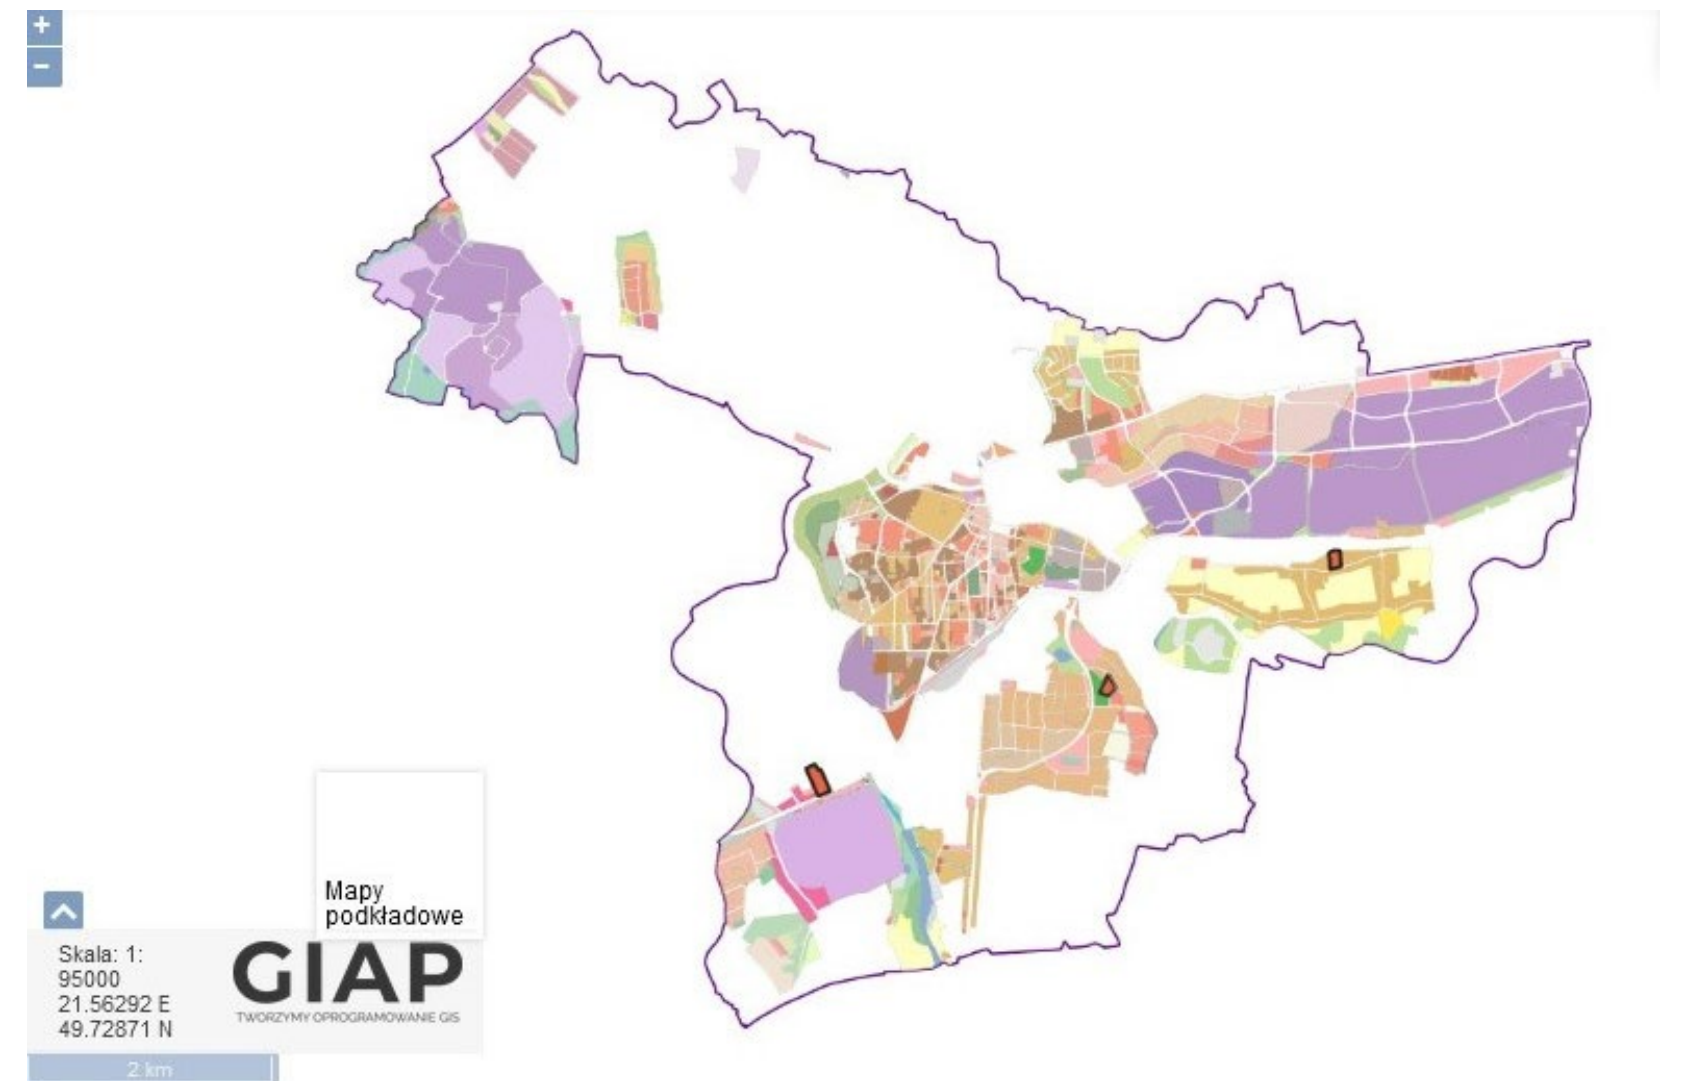 +
−
Mapy
podkładowe
Skala: 1:
95000
21.56292 E
49.72871 N
GIAP
TWORZYMY OPROGRAMOWANIE GIS
2 km